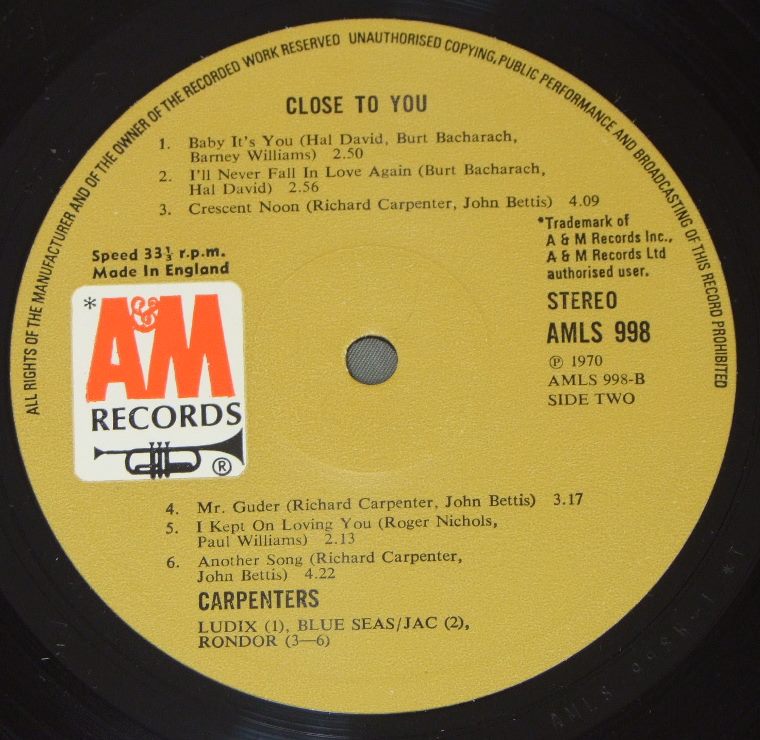 ALL RIGHTS OF THE MANUFACTURER AND OF THE OWNER OF THE RECORDED WORK RESERVED UNAUTHORISED COPYING, PUBLIC PERFORMANCE AND BROADCASTING OF THIS RECORD PROHIBITED
CLOSE TO YOU
1. Baby It's You (Hal David, Burt Bacharach,
Barney Williams) 2.50
2. I'll Never Fall In Love Again (Burt Bacharach,
Hal David) 2.56
3. Crescent Noon (Richard Carpenter, John Bettis) 4.09
Speed 33⅓ r.p.m.
Made In England
*Trademark of
A & M Records Inc.,
A & M Records Ltd
authorised user.
*A&M
RECORDS
®
STEREO
AMLS 998
℗ 1970
AMLS 998-B
SIDE TWO
4. Mr. Guder (Richard Carpenter, John Bettis) 3.17
5. I Kept On Loving You (Roger Nichols,
Paul Williams) 2.13
6. Another Song (Richard Carpenter,
John Bettis) 4.22
CARPENTERS
LUDIX (1), BLUE SEAS/JAC (2),
RONDOR (3—6)